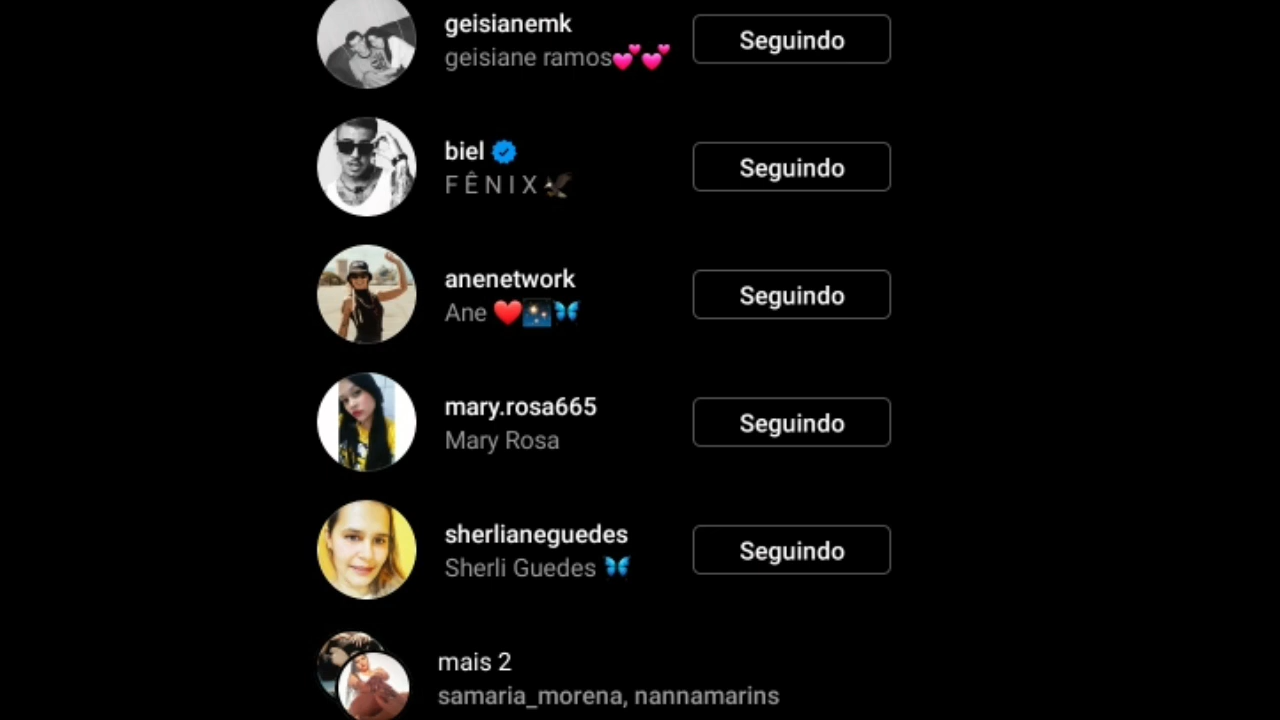 geisianemk
geisiane ramos💕💕
Seguindo
biel
F Ê N I X 🦅
Seguindo
anenetwork
Ane ❤️🎇🦋
Seguindo
mary.rosa665
Mary Rosa
Seguindo
sherlianeguedes
Sherli Guedes 🦋
Seguindo
mais 2
samaria_morena, nannamarins